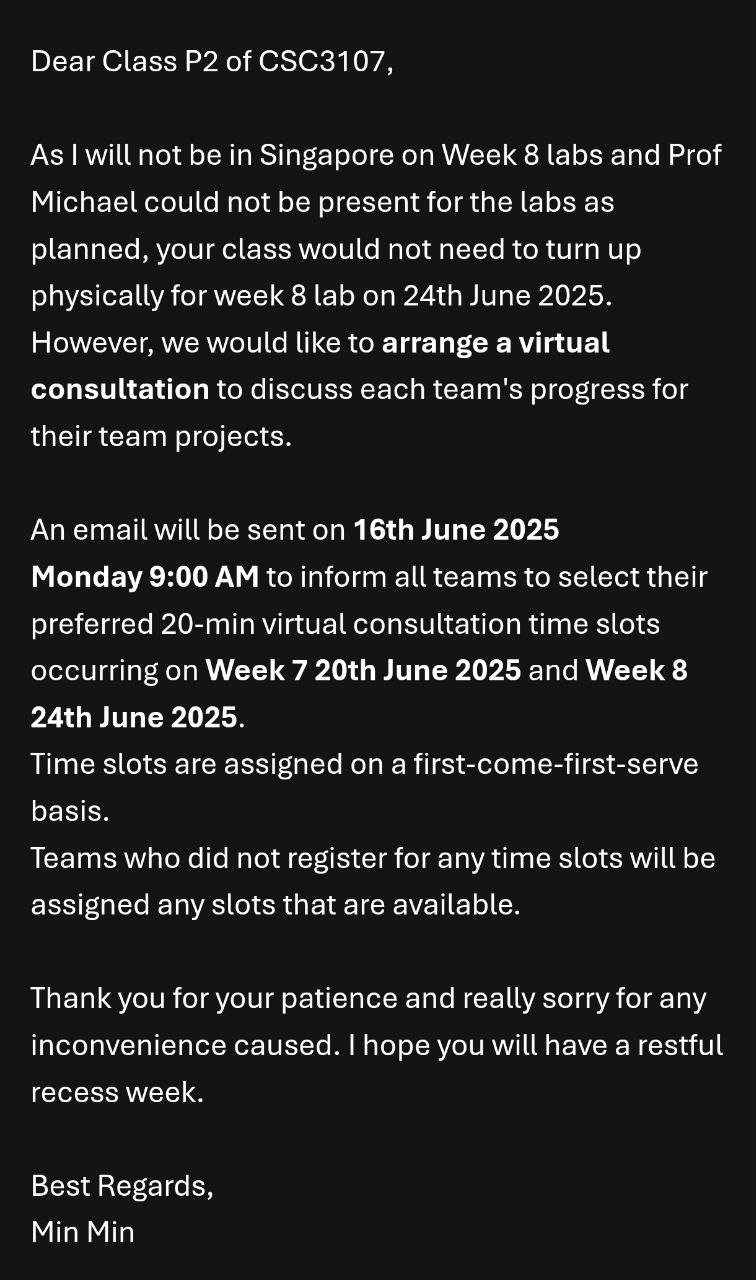 Dear Class P2 of CSC3107,
As I will not be in Singapore on Week 8 labs and Prof
Michael could not be present for the labs as
planned, your class would not need to turn up
physically for week 8 lab on 24th June 2025.
However, we would like to arrange a virtual
consultation to discuss each team's progress for
their team projects.
An email will be sent on 16th June 2025
Monday 9:00 AM to inform all teams to select their
preferred 20-min virtual consultation time slots
occurring on Week 7 20th June 2025 and Week 8
24th June 2025.
Time slots are assigned on a first-come-first-serve
basis.
Teams who did not register for any time slots will be
assigned any slots that are available.
Thank you for your patience and really sorry for any
inconvenience caused. I hope you will have a restful
recess week.
Best Regards,
Min Min